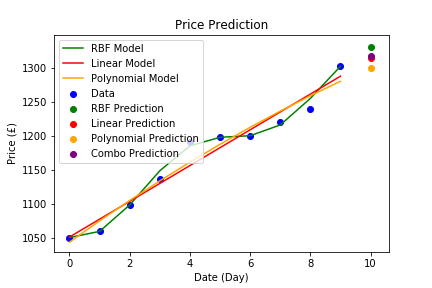 Price Prediction
RBF Model
Linear Model
Polynomial Model
Data
RBF Prediction
Linear Prediction
Polynomial Prediction
Combo Prediction
Price (£)
1300
1250
1200
1150
1100
1050
0 2 4 6 8 10
Date (Day)